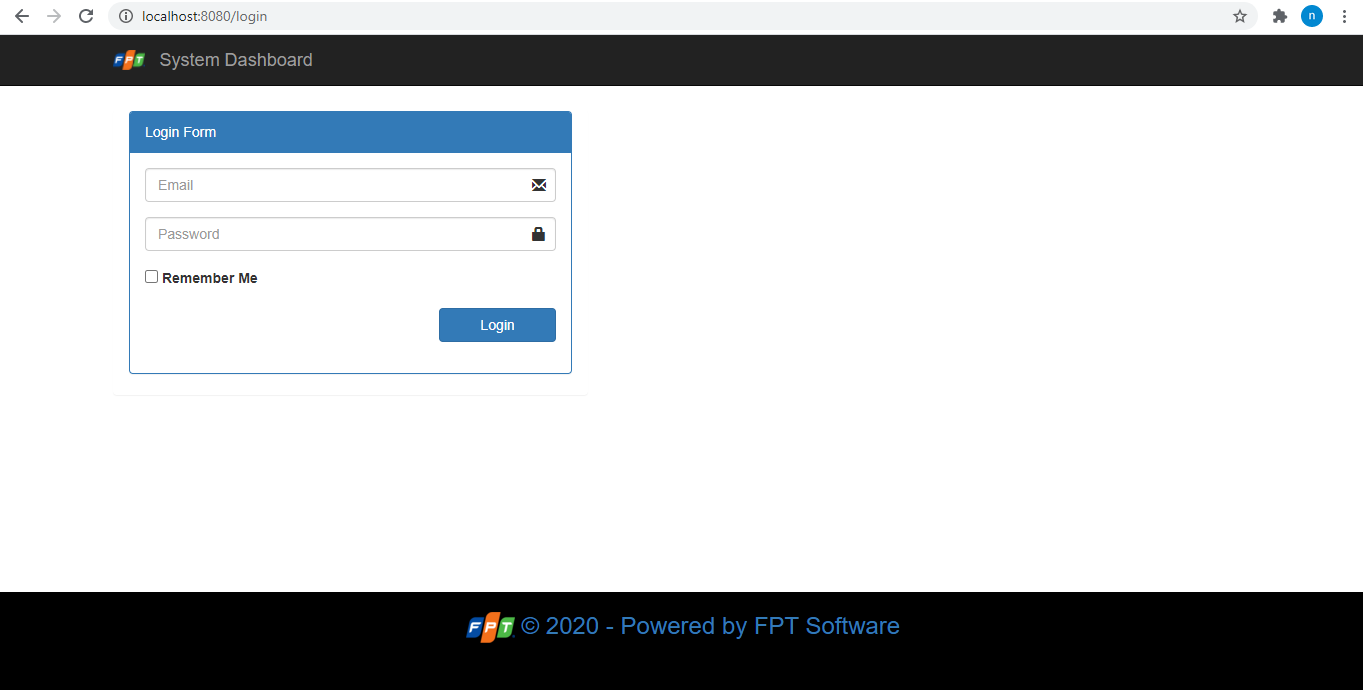 localhost:8080/login
n
FPT System Dashboard
Login Form
Email
Password
Remember Me
Login
FPT © 2020 - Powered by FPT Software